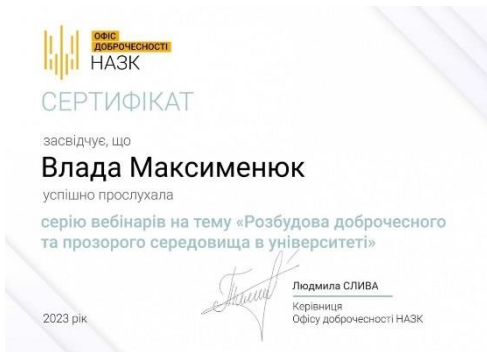 ОФІС
ДОБРОЧЕСНОСТІ
НАЗК
СЕРТИФІКАТ
засвідчує, що
Влада Максименюк
успішно прослухала
серію вебінарів на тему «Розбудова доброчесного
та прозорого середовища в університеті»
Людмила СЛИВА
Керівниця
Офісу доброчесності НАЗК
2023 рік